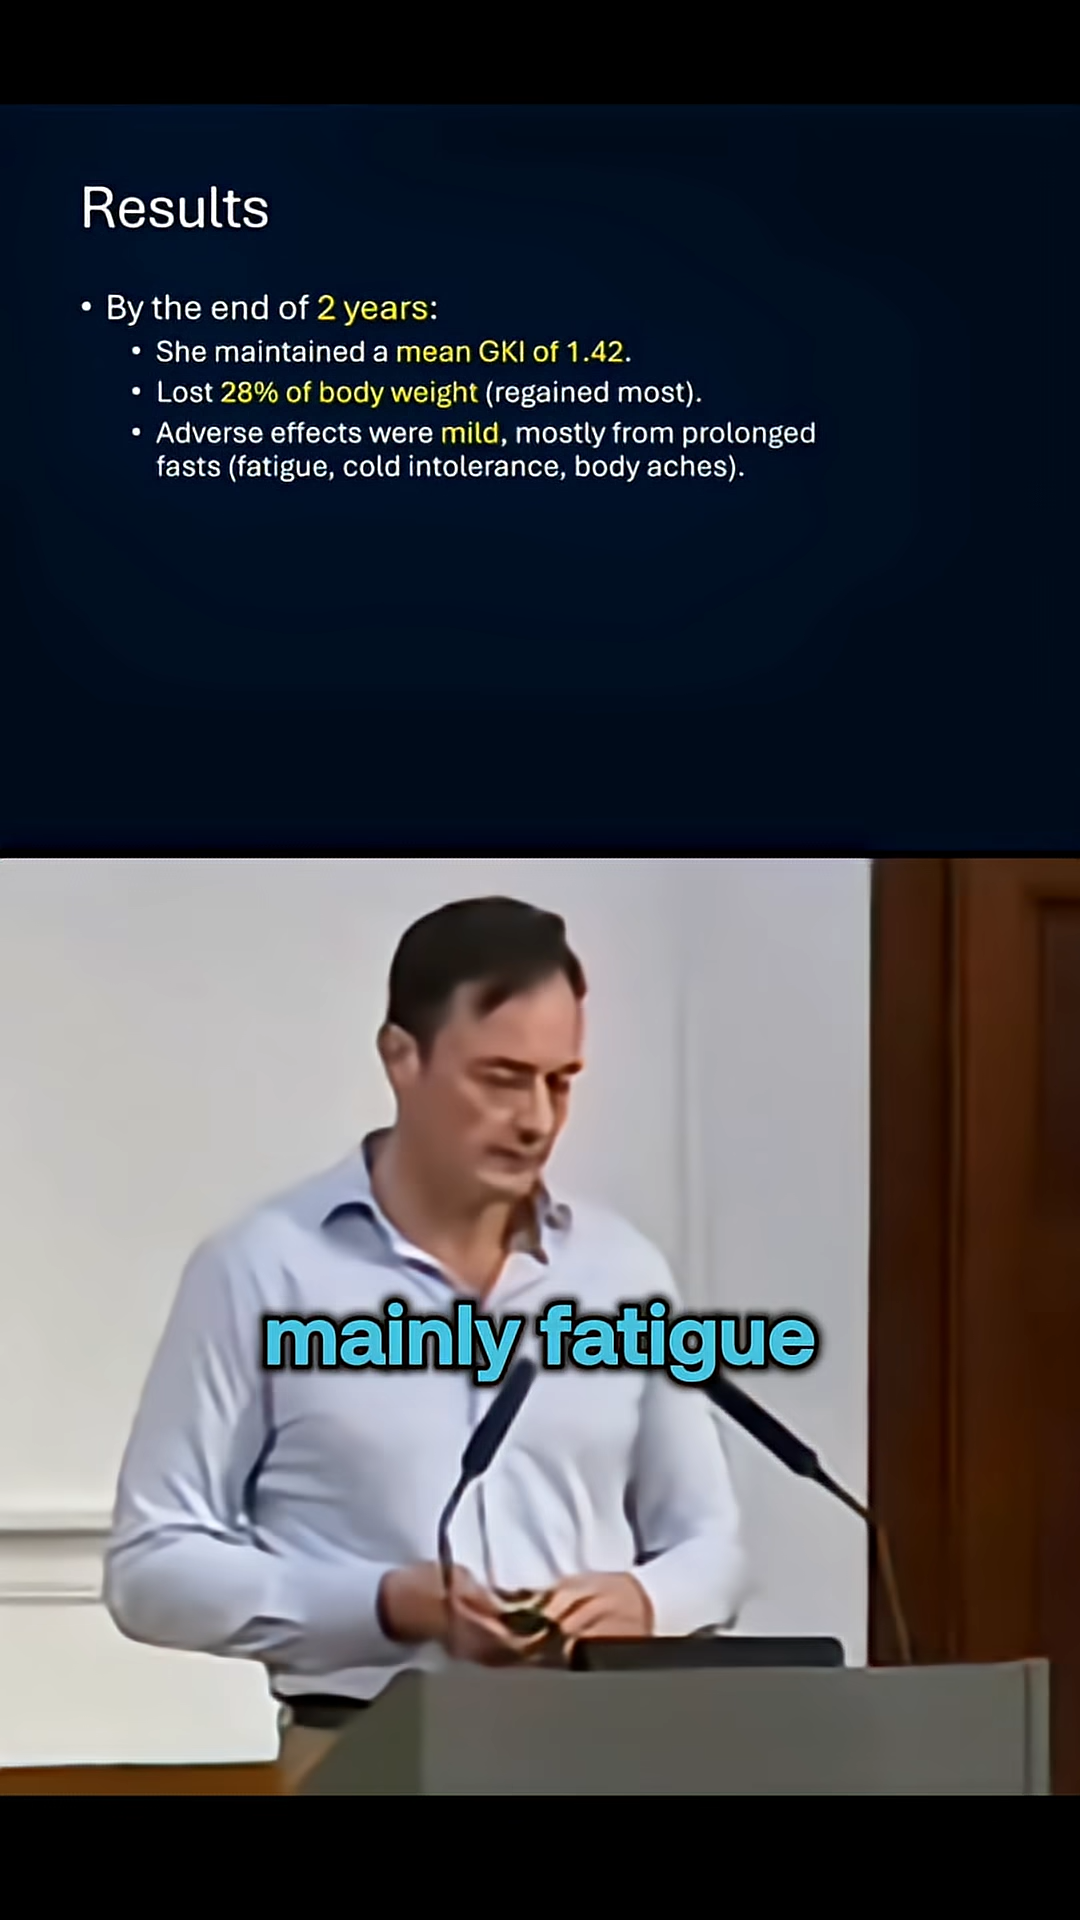 Results
• By the end of 2 years:
• She maintained a mean GKI of 1.42.
• Lost 28% of body weight (regained most).
• Adverse effects were mild, mostly from prolonged
fasts (fatigue, cold intolerance, body aches).
mainly fatigue